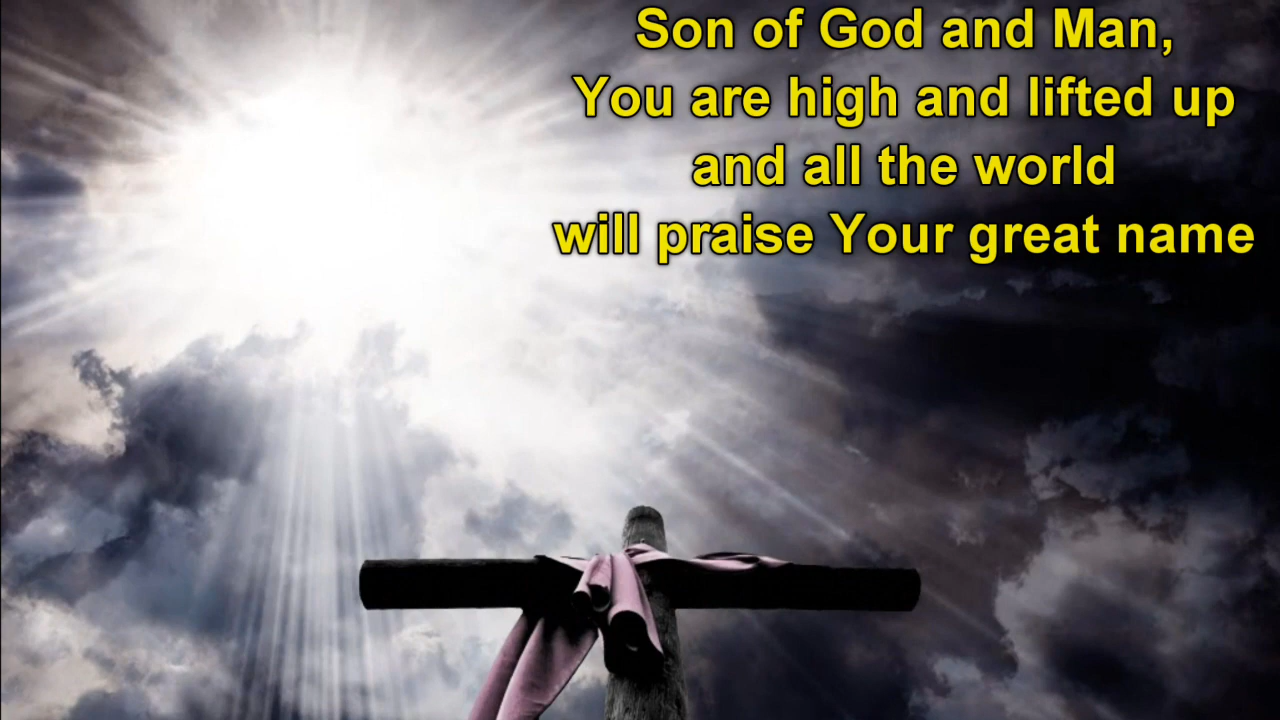 Son of God and Man,
You are high and lifted up
and all the world
will praise Your great name